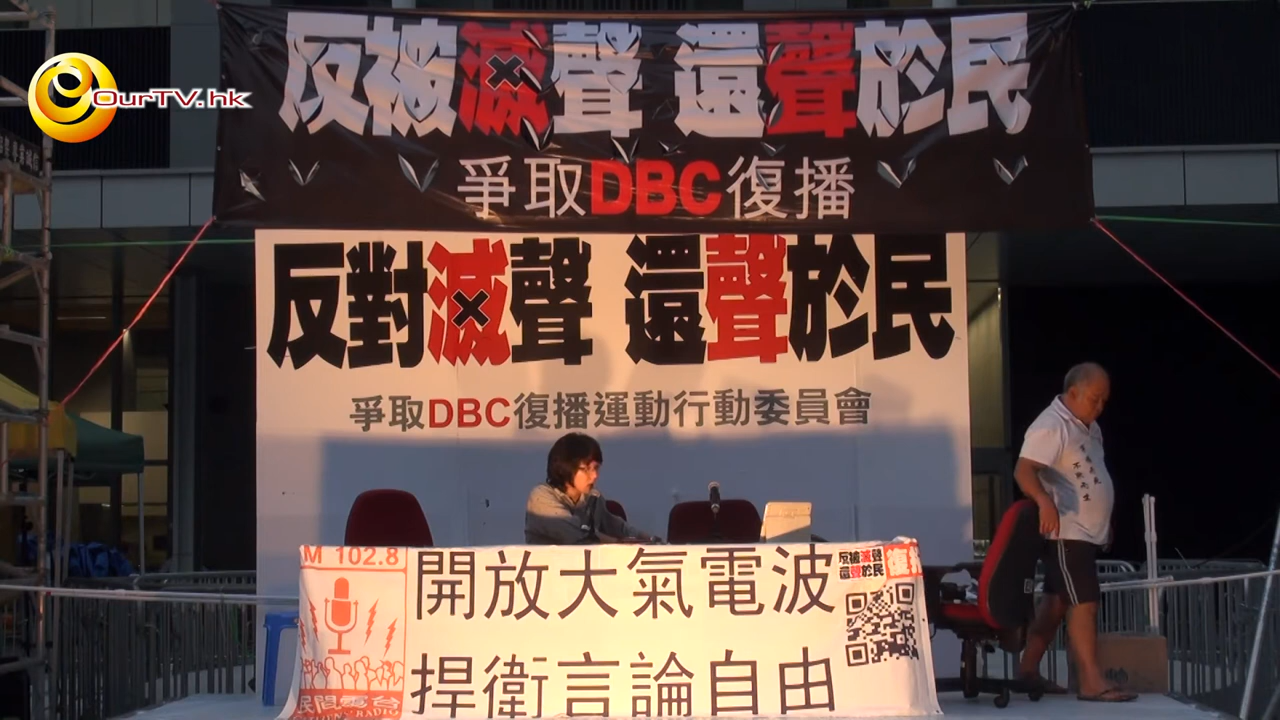 OurTV.hk
反被滅聲 還聲於民
爭取DBC復播
反對滅聲 還聲於民
爭取DBC復播運動行動委員會
M 102.8
開放大氣電波
捍衛言論自由
反被滅聲
還聲於民
復播
民間電台